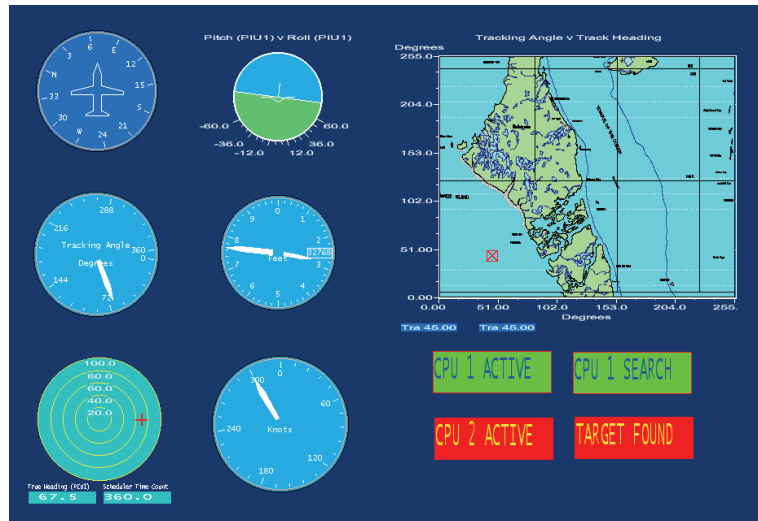 Pitch (PIU1) v Roll (PIU1)
Tracking Angle v Track Heading
Degrees
3
6
12
15
S
21
24
W
30
33
N
-60.0
-36.0
-12.0
12.0
36.0
60.0
255.0
204.0
153.0
102.0
51.00
0.00
0.00
51.00
102.0
153.0
204.0
255.
Degrees
Tra 45.00
Tra 45.00
288
216
Tracking Angle
360
0
Degrees
144
72
0
1
2
3
4
5
6
7
8
9
32768
Feet
100.0
80.0
60.0
40.0
20.0
True Heading (PIU1)
Scheduler Time Count
67.5
360.0
0
60
120
180
240
300
Knots
CPU 1 ACTIVE
CPU 1 SEARCH
CPU 2 ACTIVE
TARGET FOUND